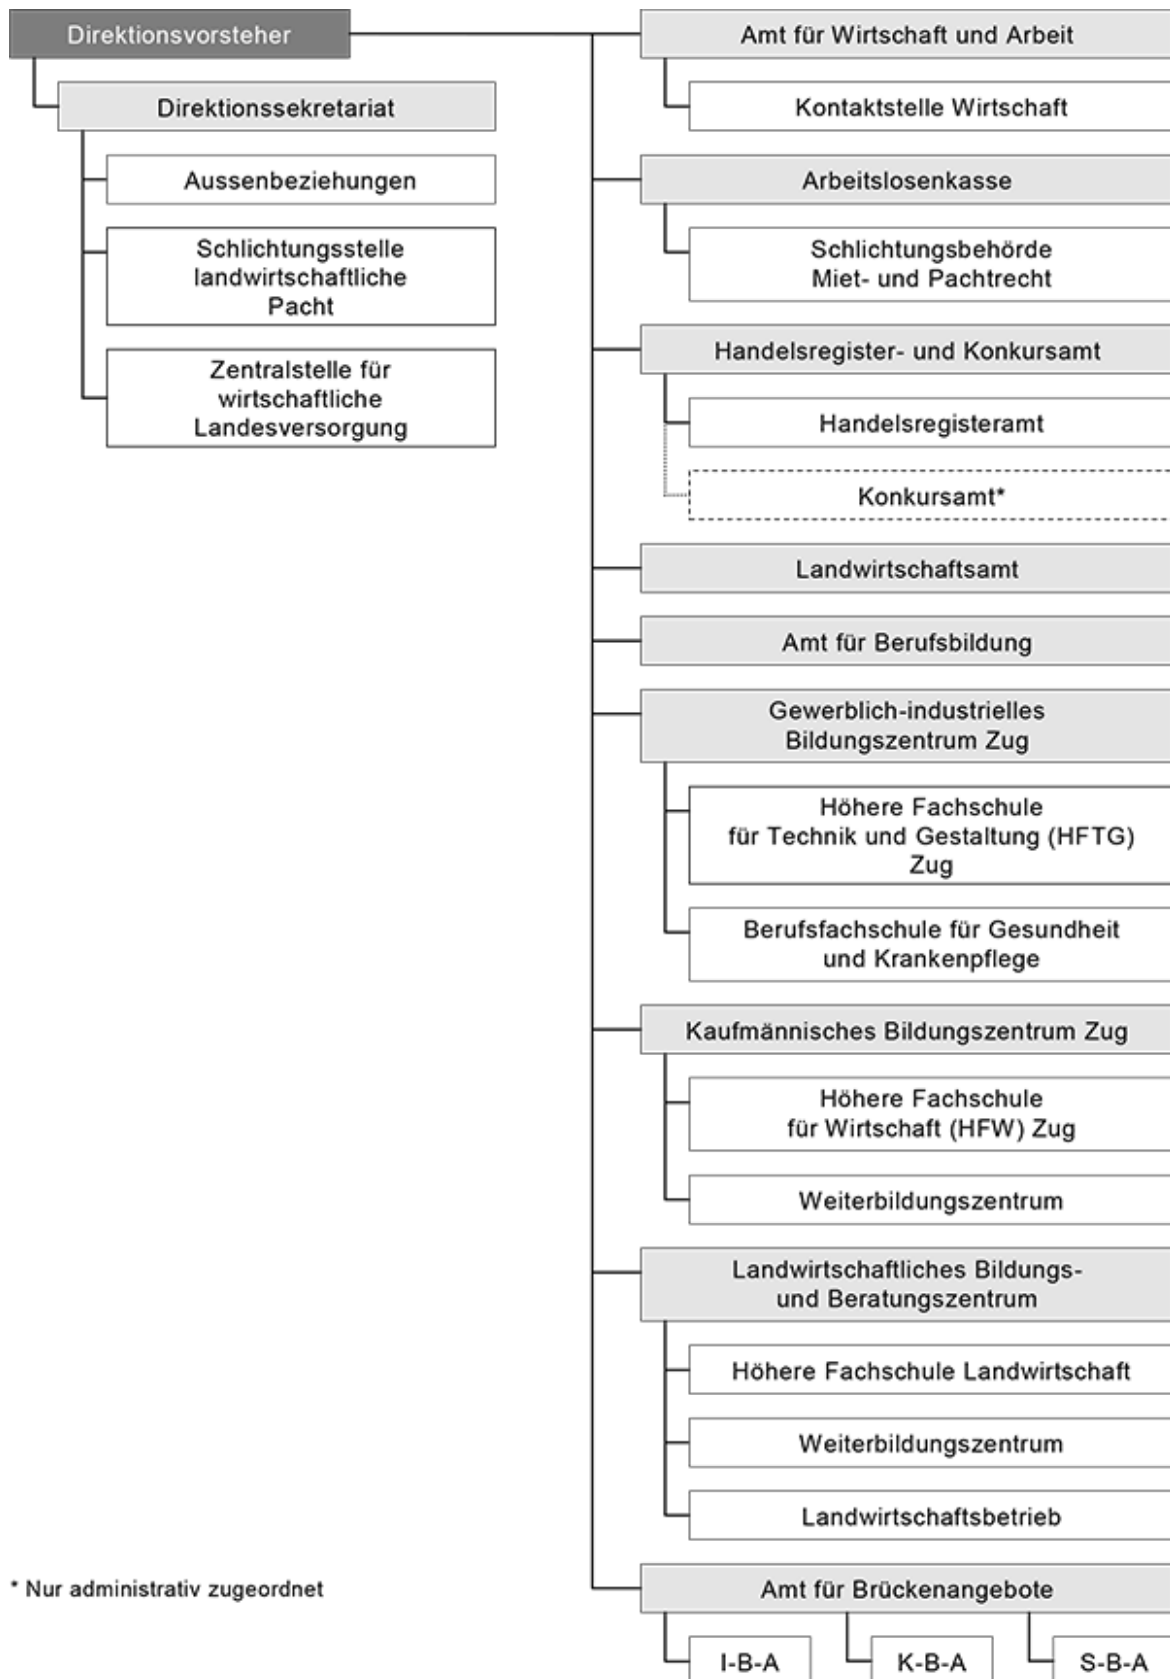 Direktionsvorsteher
Direktionssekretariat
Aussenbeziehungen
Schlichtungsstelle
landwirtschaftliche
Pacht
Zentralstelle für
wirtschaftliche
Landesversorgung
Amt für Wirtschaft und Arbeit
Kontaktstelle Wirtschaft
Arbeitslosenkasse
Schlichtungsbehörde
Miet- und Pachtrecht
Handelsregister- und Konkursamt
Handelsregisteramt
Konkursamt*
Landwirtschaftsamt
Amt für Berufsbildung
Gewerblich-industrielles
Bildungszentrum Zug
Höhere Fachschule
für Technik und Gestaltung (HFTG)
Zug
Berufsfachschule für Gesundheit
und Krankenpflege
Kaufmännisches Bildungszentrum Zug
Höhere Fachschule
für Wirtschaft (HFW) Zug
Weiterbildungszentrum
Landwirtschaftliches Bildungs-
und Beratungszentrum
Höhere Fachschule Landwirtschaft
Weiterbildungszentrum
Landwirtschaftsbetrieb
Amt für Brückenangebote
I-B-A
K-B-A
S-B-A
* Nur administrativ zugeordnet